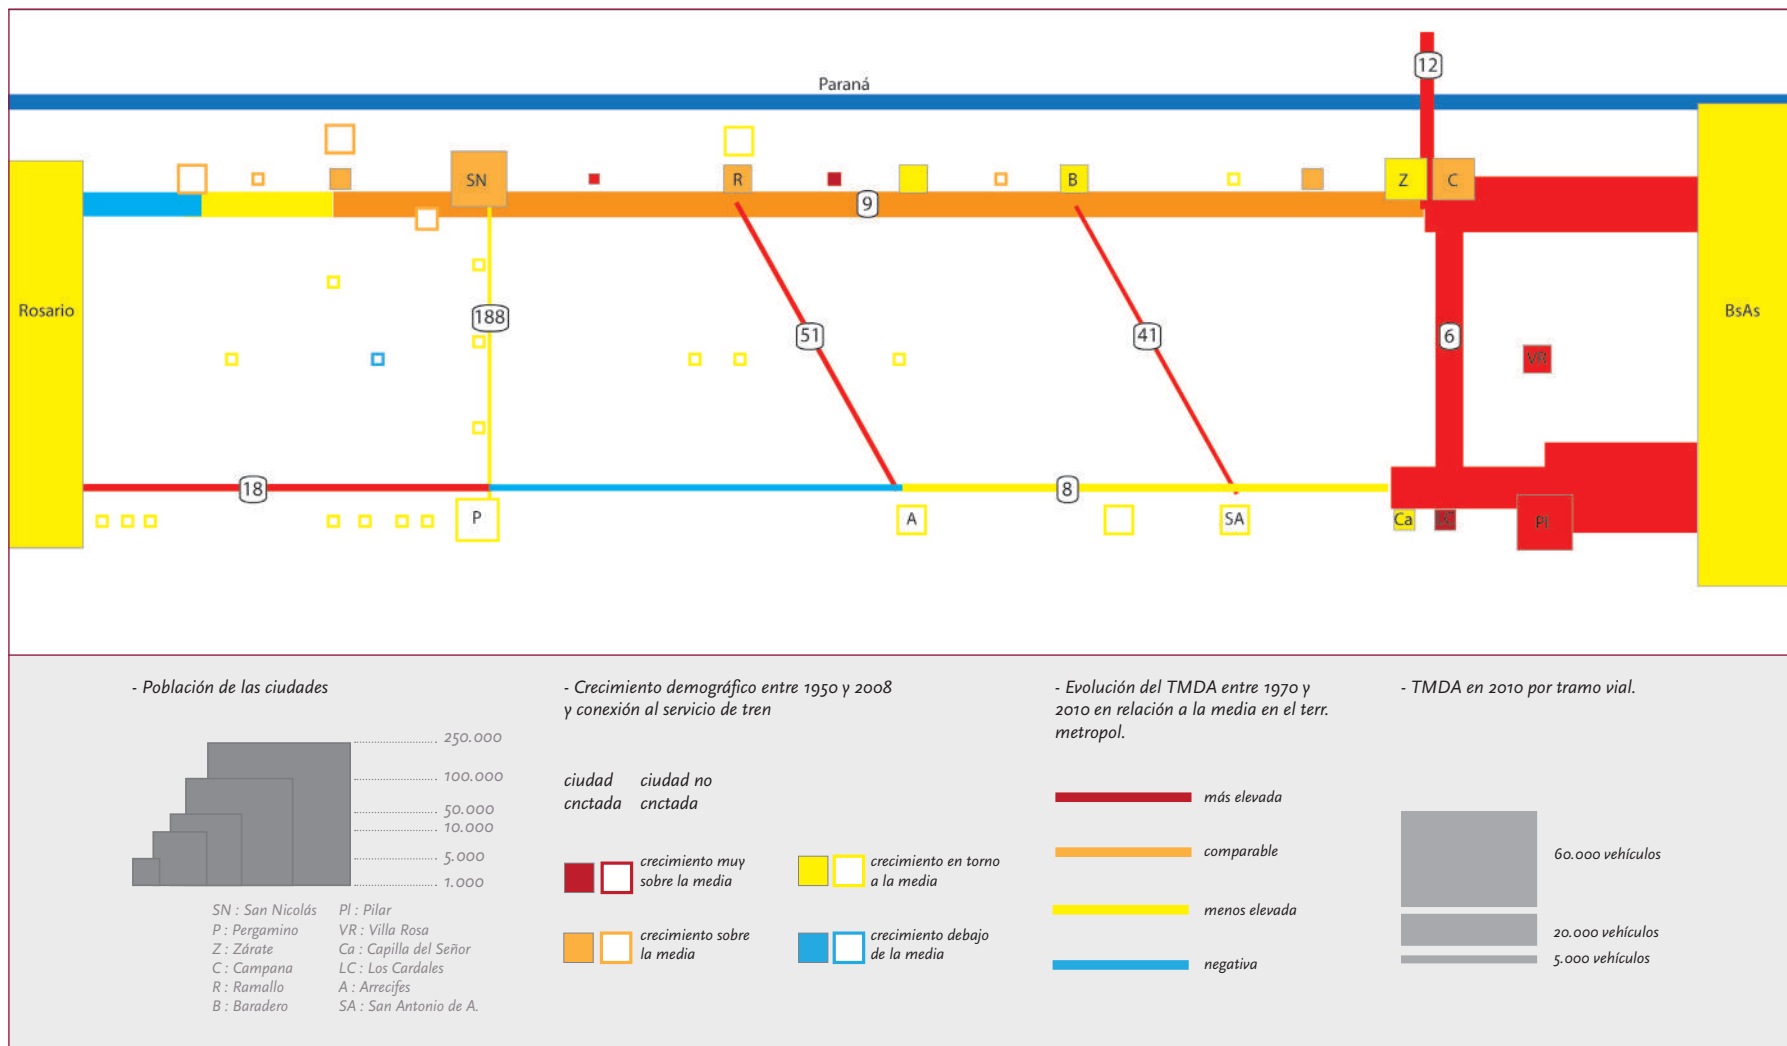 12
Paraná
SN
R
B
Z
C
9
Rosario
188
51
41
6
BsAs
VR
18
8
P
A
SA
Ca
LC
Pl
- Población de las ciudades
250.000
100.000
50.000
10.000
5.000
1.000
SN : San Nicolás
P : Pergamino
Z : Zárate
C : Campana
R : Ramallo
B : Baradero
Pl : Pilar
VR : Villa Rosa
Ca : Capilla del Señor
LC : Los Cardales
A : Arrecifes
SA : San Antonio de A.
- Crecimiento demográfico entre 1950 y 2008
y conexión al servicio de tren
ciudad
cnctada
ciudad no
cnctada
crecimiento muy
sobre la media
crecimiento en torno
a la media
crecimiento sobre
la media
crecimiento debajo
de la media
- Evolución del TMDA entre 1970 y
2010 en relación a la media en el terr.
metropol.
más elevada
comparable
menos elevada
negativa
- TMDA en 2010 por tramo vial.
60.000 vehículos
20.000 vehículos
5.000 vehículos